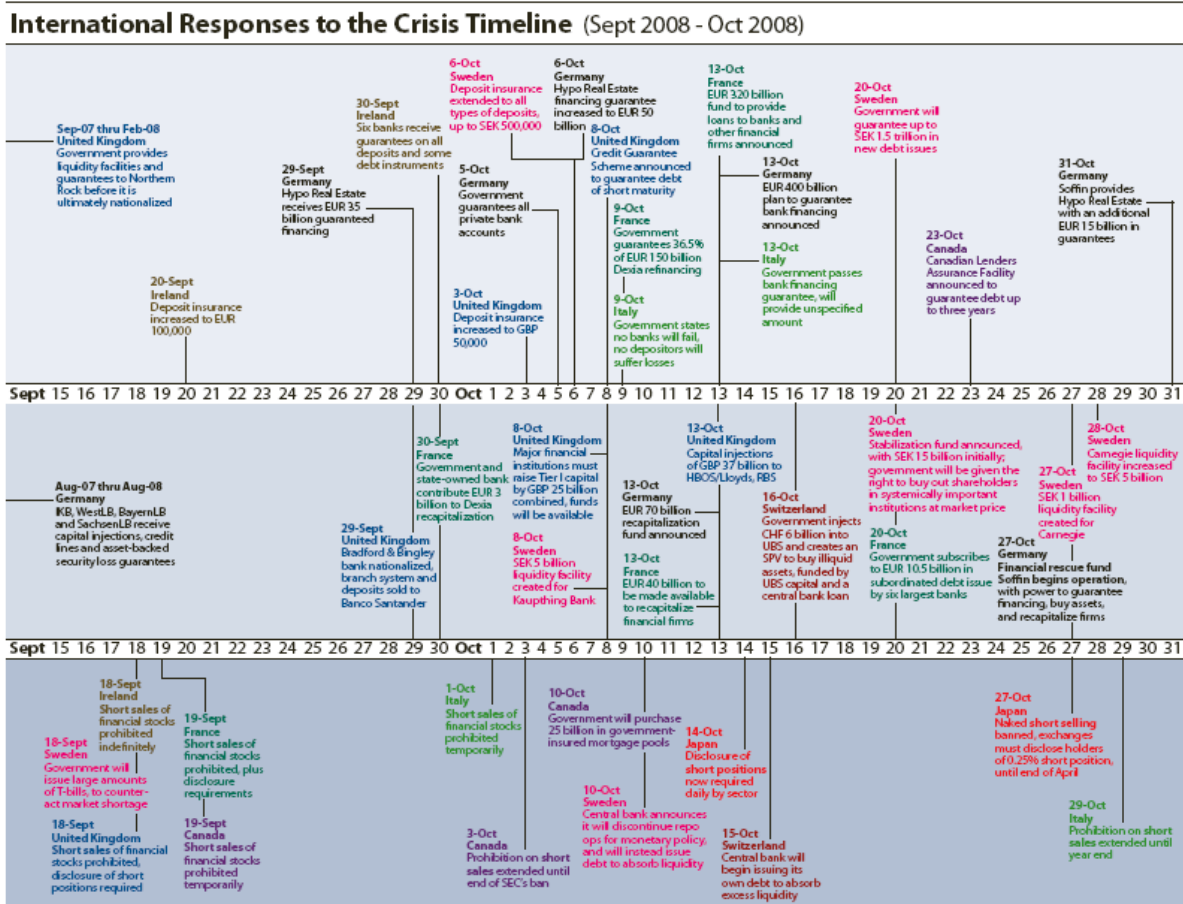 International Responses to the Crisis Timeline (Sept 2008 - Oct 2008)
Sep-07 thru Feb-08
United Kingdom
Government provides
liquidity facilities and
guarantees to Northern
Rock before it is
ultimately nationalized
20-Sept
Ireland
Deposit insurance
increased to EUR
100,000
29-Sept
Germany
Hypo Real Estate
receives EUR 35
billion guaranteed
financing
30-Sept
Ireland
Six banks receive
guarantees on all
deposits and some
debt instruments
6-Oct
Sweden
Deposit insurance
extended to all
types of deposits,
up to SEK 500,000
5-Oct
Germany
Government
guarantees all
private bank
accounts
3-Oct
United Kingdom
Deposit insurance
increased to GBP
50,000
6-Oct
Germany
Hypo Real Estate
financing guarantee
increased to EUR 50
billion
8-Oct
United Kingdom
Credit Guarantee
Scheme announced
to guarantee debt
of short maturity
9-Oct
France
Government
guarantees 36.5%
of EUR 150 billion
Dexia refinancing
9-Oct
Italy
Government states
no banks will fail,
no depositors will
suffer losses
13-Oct
France
EUR 320 billion
fund to provide
loans to banks and
other financial
firms announced
13-Oct
Germany
EUR 400 billion
plan to guarantee
bank financing
announced
13-Oct
Italy
Government passes
bank financing
guarantee, will
provide unspecified
amount
20-Oct
Sweden
Government will
guarantee up to
SEK 1.5 trillion in
new debt issues
23-Oct
Canada
Canadian Lenders
Assurance Facility
announced to
guarantee debt up
to three years
31-Oct
Germany
Soffin provides
Hypo Real Estate
with an additional
EUR 15 billion in
guarantees
Sept 15 16 17 18 19 20 21 22 23 24 25 26 27 28 29 30 Oct 1 2 3 4 5 6 7 8 9 10 11 12 13 14 15 16 17 18 19 20 21 22 23 24 25 26 27 28 29 30 31
Aug-07 thru Aug-08
Germany
IKB, WestLB, BayernLB
and SachsenLB receive
capital injections, credit
lines and asset-backed
security loss guarantees
29-Sept
United Kingdom
Bradford & Bingley
bank nationalized,
branch system and
deposits sold to
Banco Santander
30-Sept
France
Government and
state-owned bank
contribute EUR 3
billion to Dexia
recapitalization
8-Oct
United Kingdom
Major financial
institutions must
raise Tier I capital
by GBP 25 billion
combined, funds
will be available
8-Oct
Sweden
SEK 5 billion
liquidity facility
created for
Kaupthing Bank
13-Oct
Germany
EUR 70 billion
recapitalization
fund announced
13-Oct
France
EUR 40 billion to
be made available
to recapitalize
financial firms
13-Oct
United Kingdom
Capital injections
of GBP 37 billion to
HBOS/Lloyds, RBS
16-Oct
Switzerland
Government injects
CHF 6 billion into
UBS and creates an
SPV to buy illiquid
assets, funded by
UBS capital and a
central bank loan
20-Oct
Sweden
Stabilization fund announced,
with SEK 15 billion initially;
government will be given the
right to buy out shareholders
in systemically important
institutions at market price
20-Oct
France
Government subscribes
to EUR 10.5 billion in
subordinated debt issue
by six largest banks
27-Oct
Sweden
SEK 1 billion
liquidity facility
created for
Carnegie
28-Oct
Sweden
Carnegie liquidity
facility increased
to SEK 5 billion
27-Oct
Germany
Financial rescue fund
Soffin begins operation,
with power to guarantee
financing, buy assets,
and recapitalize firms
Sept 15 16 17 18 19 20 21 22 23 24 25 26 27 28 29 30 Oct 1 2 3 4 5 6 7 8 9 10 11 12 13 14 15 16 17 18 19 20 21 22 23 24 25 26 27 28 29 30 31
18-Sept
Ireland
Short sales of
financial stocks
prohibited
indefinitely
18-Sept
Sweden
Government will
issue large amounts
of T-bills, to counter-
act market shortage
18-Sept
United Kingdom
Short sales of financial
stocks prohibited,
disclosure of short
positions required
19-Sept
France
Short sales of
financial stocks
prohibited, plus
disclosure
requirements
19-Sept
Canada
Short sales of
financial stocks
prohibited
temporarily
1-Oct
Italy
Short sales of
financial stocks
prohibited
temporarily
3-Oct
Canada
Prohibition on short
sales extended until
end of SEC's ban
10-Oct
Canada
Government will purchase
25 billion in government-
insured mortgage pools
10-Oct
Sweden
Central bank announces
it will discontinue repo
ops for monetary policy,
and will instead issue
debt to absorb liquidity
14-Oct
Japan
Disclosure of
short positions
now required
daily by sector
15-Oct
Switzerland
Central bank will
begin issuing its
own debt to absorb
excess liquidity
27-Oct
Japan
Naked short selling
banned, exchanges
must disclose holders
of 0.25% short position,
until end of April
29-Oct
Italy
Prohibition on short
sales extended until
year end